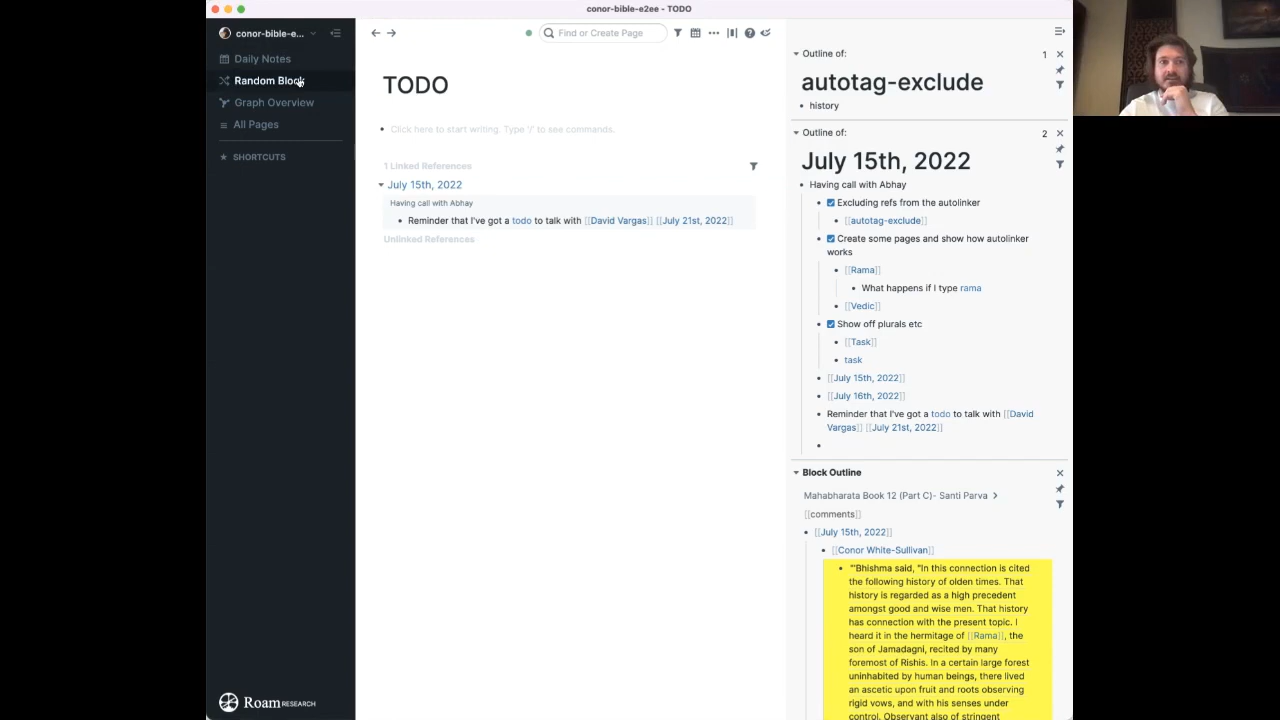 conor-bible-e2ee - TODO
conor-bible-e...
Daily Notes
Random Block
Graph Overview
All Pages
SHORTCUTS
Roam RESEARCH
Find or Create Page
TODO
Click here to start writing. Type '/' to see commands.
1 Linked References
July 15th, 2022
Having call with Abhay
Reminder that I've got a todo to talk with [[David Vargas]] [[July 21st, 2022]]
Unlinked References
Outline of:
1
autotag-exclude
history
Outline of:
2
July 15th, 2022
Having call with Abhay
Excluding refs from the autolinker
[[autotag-exclude]]
Create some pages and show how autolinker
works
[[Rama]]
What happens if I type rama
[[Vedic]]
Show off plurals etc
[[Task]]
task
[[July 15th, 2022]]
[[July 16th, 2022]]
Reminder that I've got a todo to talk with [[David
Vargas]] [[July 21st, 2022]]
Block Outline
Mahabharata Book 12 (Part C)- Santi Parva
[[comments]]
[[July 15th, 2022]]
[[Conor White-Sullivan]]
"'Bhishma said, "In this connection is cited
the following history of olden times. That
history is regarded as a high precedent
amongst good and wise men. That history
has connection with the present topic. I
heard it in the hermitage of [[Rama]], the
son of Jamadagni, recited by many
foremost of Rishis. In a certain large forest
uninhabited by human beings, there lived
an ascetic upon fruit and roots observing
rigid vows, and with his senses under
control. Observant also of stringent